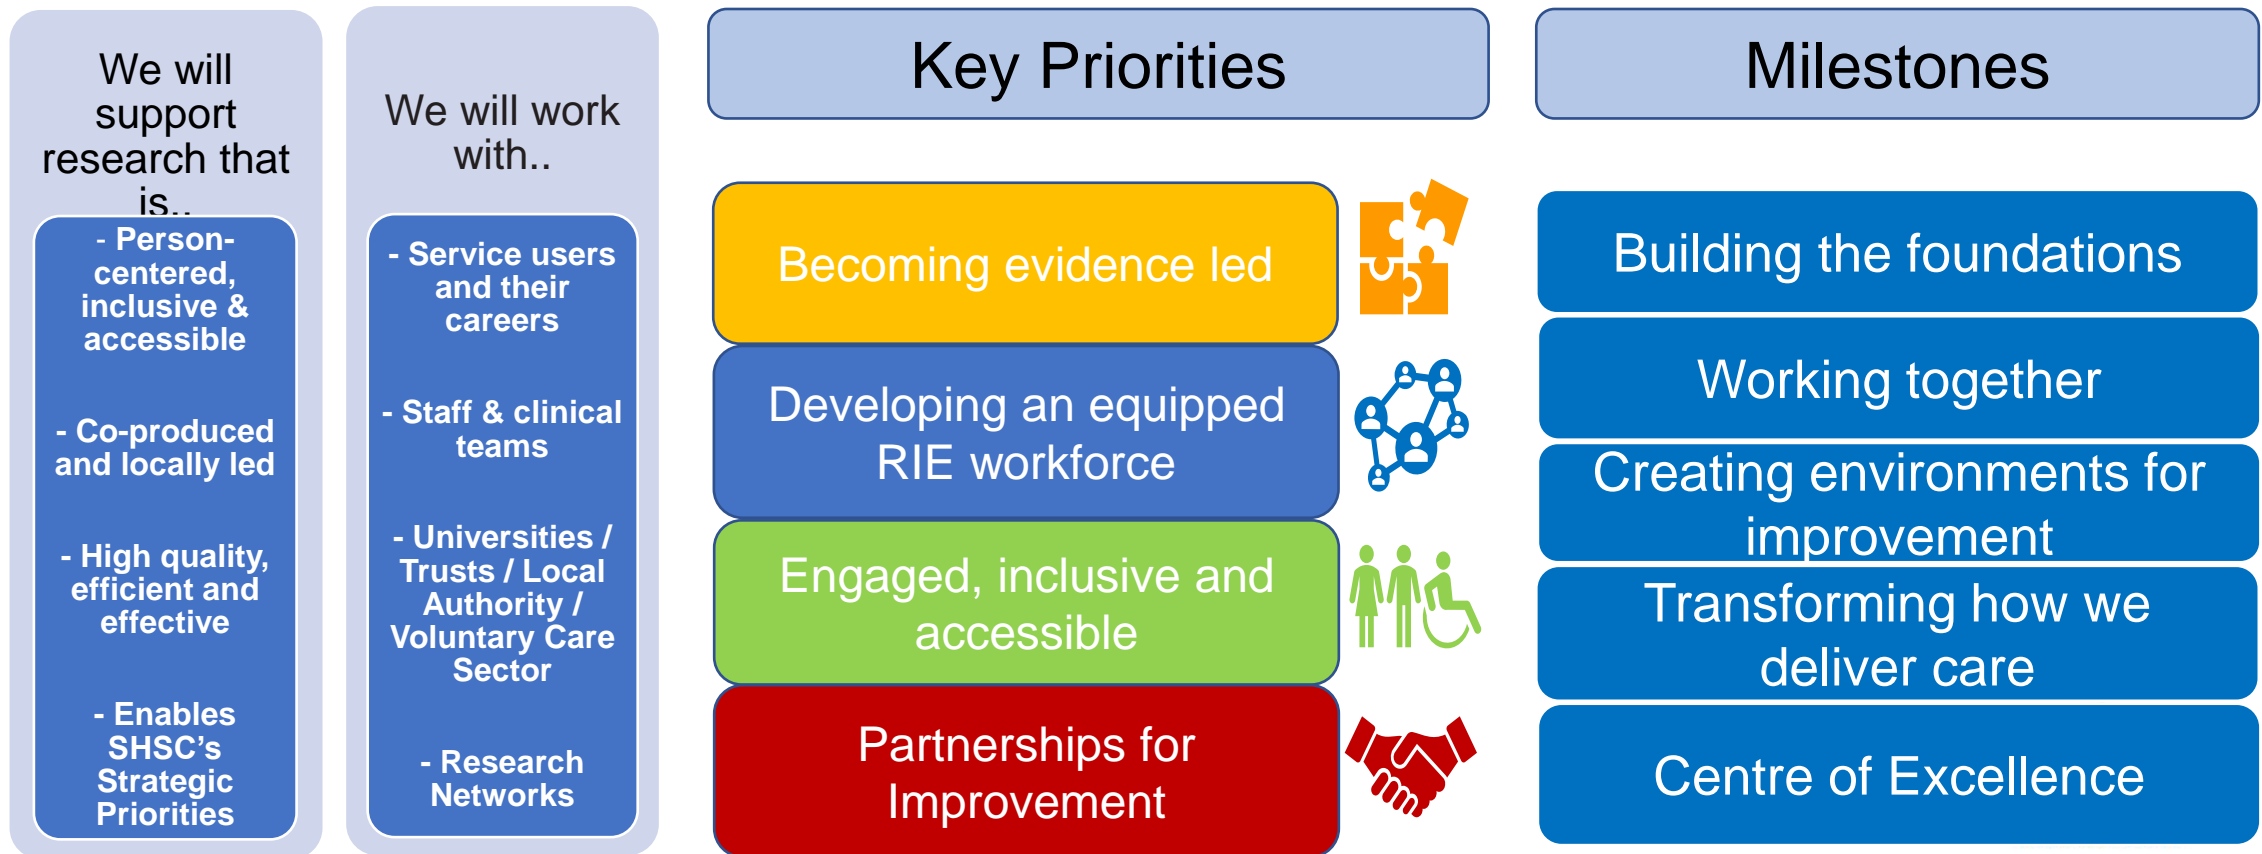 We will
support
research that
is..
- Person-
centered,
inclusive &
accessible
- Co-produced
and locally led
- High quality,
efficient and
effective
- Enables
SHSC’s
Strategic
Priorities
We will work
with..
- Service users
and their
careers
- Staff & clinical
teams
- Universities /
Trusts / Local
Authority /
Voluntary Care
Sector
- Research
Networks
Key Priorities
Becoming evidence led
Developing an equipped
RIE workforce
Engaged, inclusive and
accessible
Partnerships for
Improvement
Milestones
Building the foundations
Working together
Creating environments for
improvement
Transforming how we
deliver care
Centre of Excellence